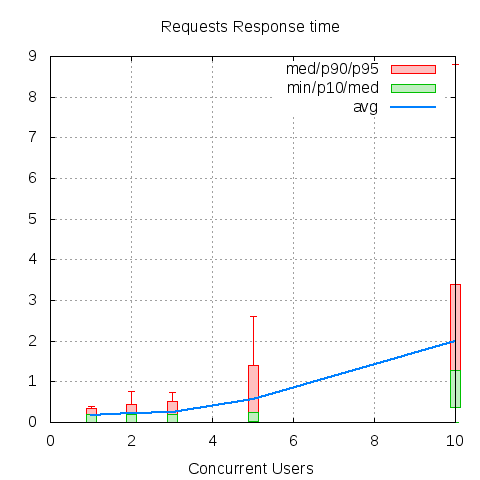 Requests Response time
9
8
7
6
5
4
3
2
1
0
med/p90/p95
min/p10/med
avg
0 2 4 6 8 10
Concurrent Users